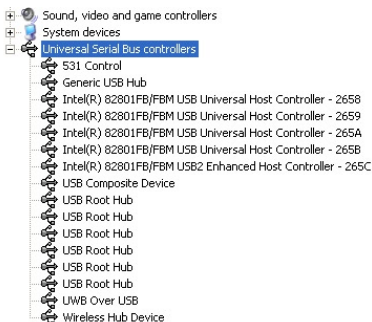 Sound, video and game controllers
System devices
Universal Serial Bus controllers
531 Control
Generic USB Hub
Intel(R) 82801FB/FBM USB Universal Host Controller - 2658
Intel(R) 82801FB/FBM USB Universal Host Controller - 2659
Intel(R) 82801FB/FBM USB Universal Host Controller - 265A
Intel(R) 82801FB/FBM USB Universal Host Controller - 265B
Intel(R) 82801FB/FBM USB2 Enhanced Host Controller - 265C
USB Composite Device
USB Root Hub
USB Root Hub
USB Root Hub
USB Root Hub
USB Root Hub
USB Root Hub
UWB Over USB
Wireless Hub Device